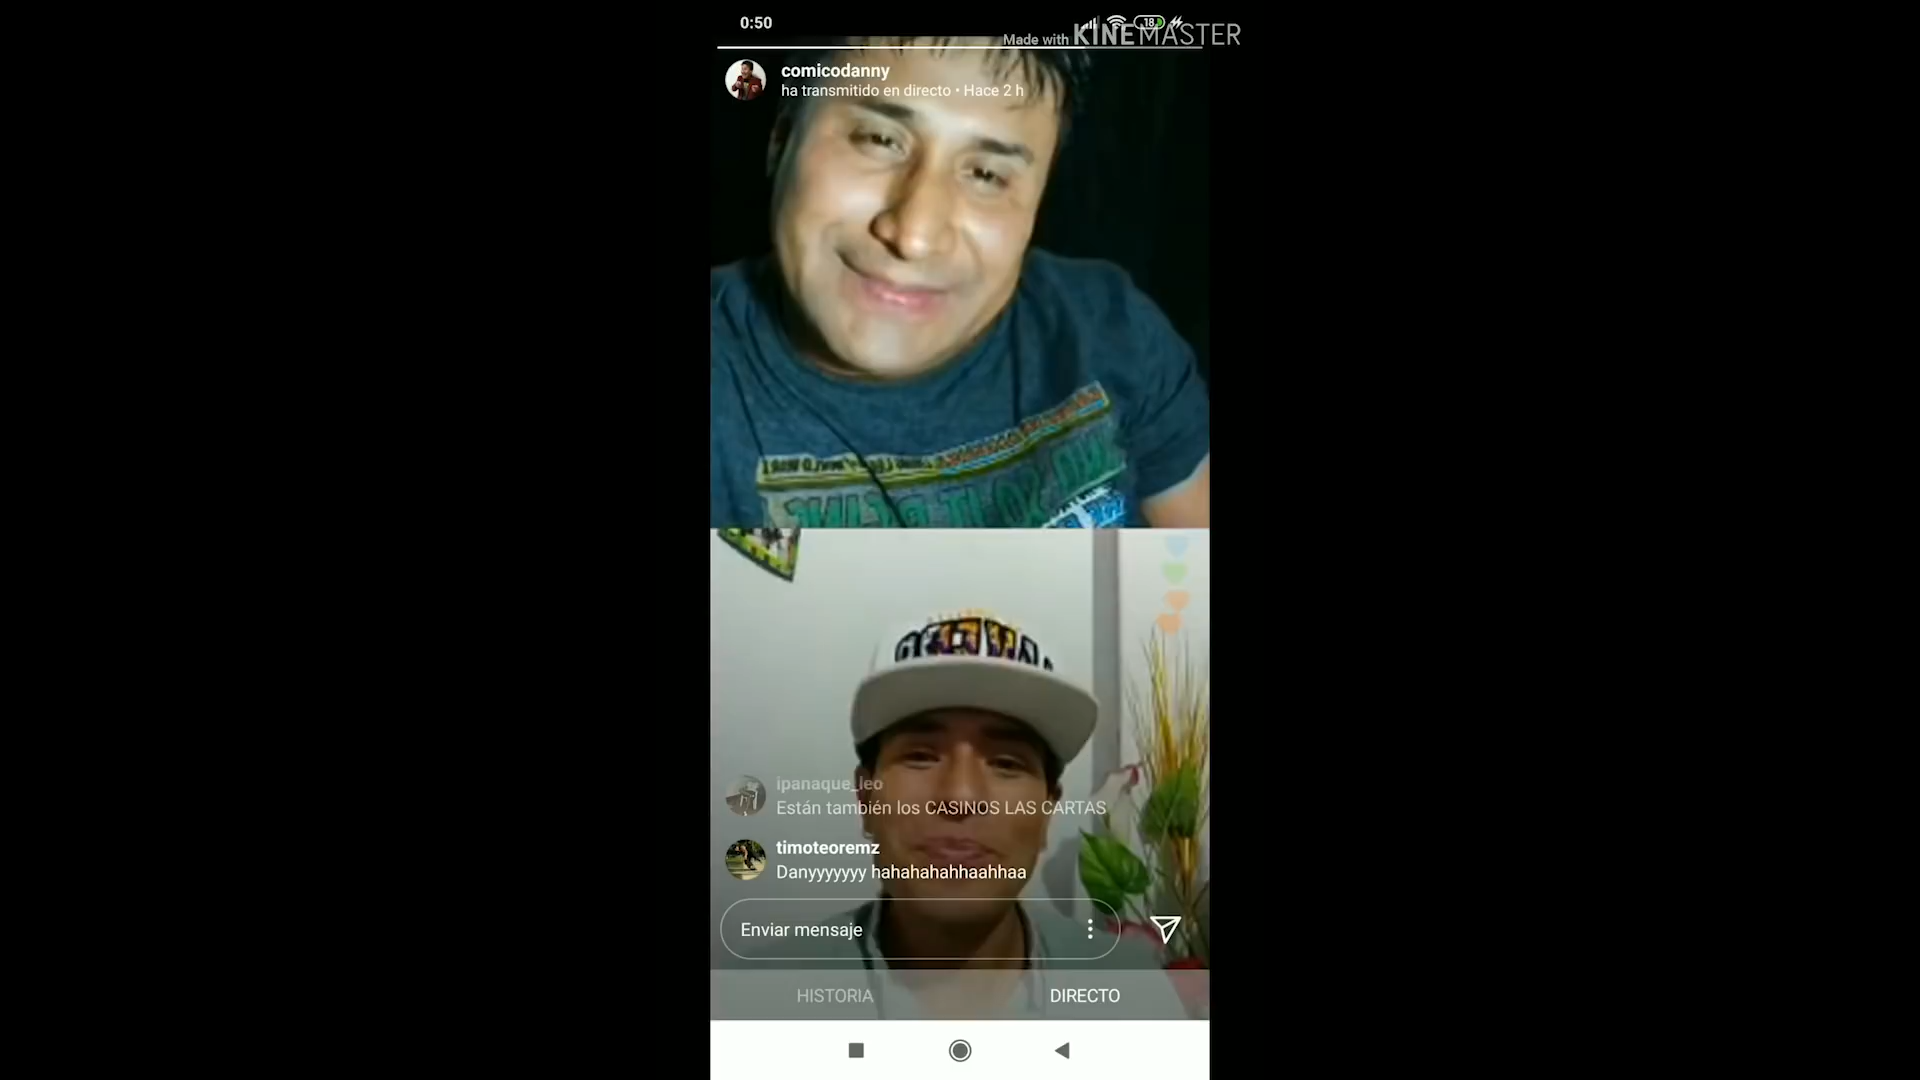 0:50
18
Made with KINEMASTER
comicodanny
ha transmitido en directo • Hace 2 h
ipanaque_leo
Están también los CASINOS LAS CARTAS
timoteoremz
Danyyyyyyy hahahahahhaahhaa
Enviar mensaje
HISTORIA
DIRECTO